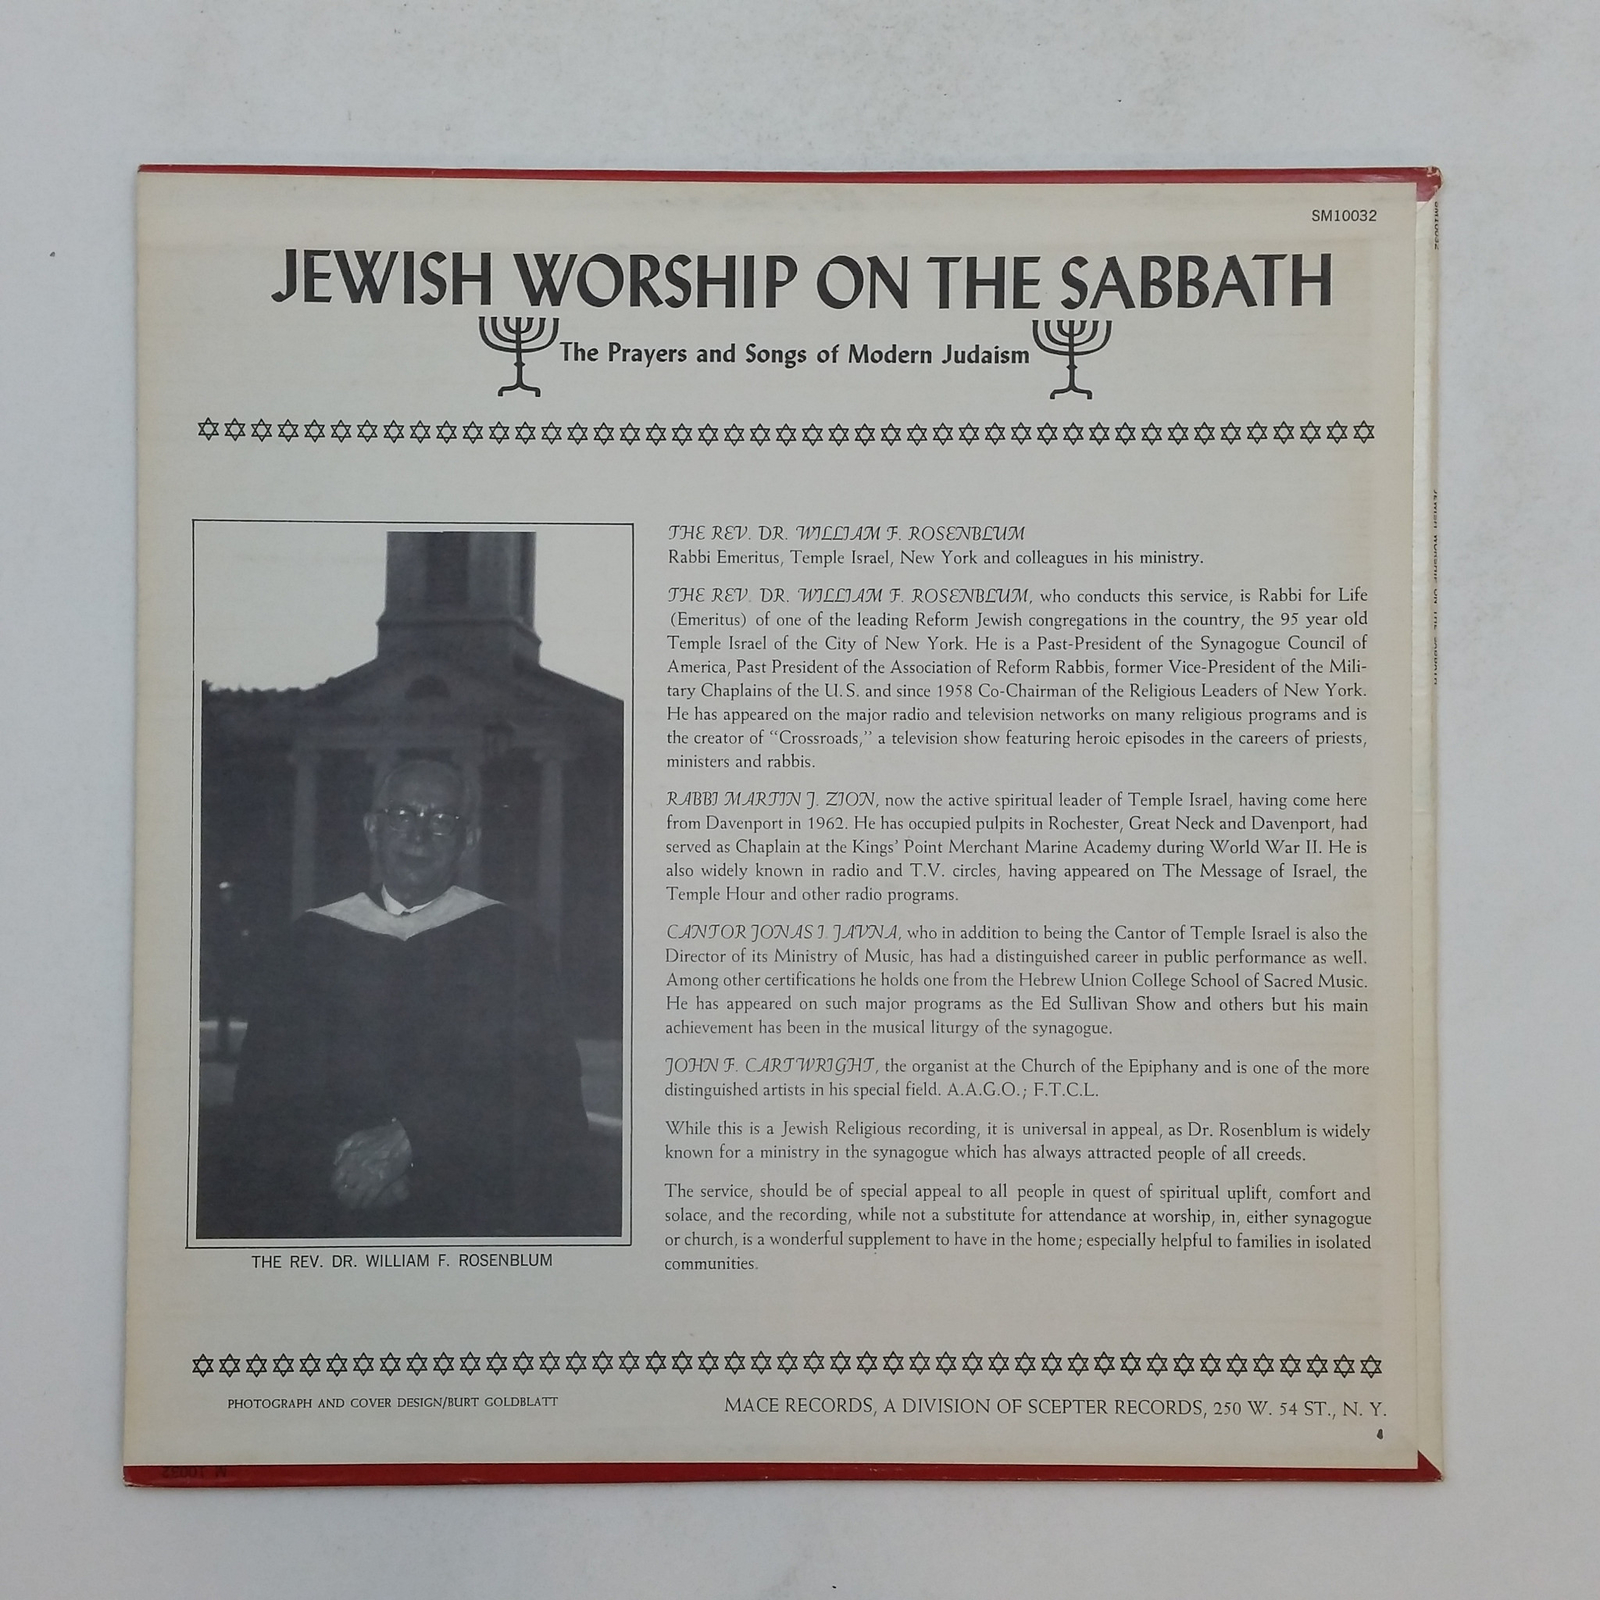 SM10032
JEWISH WORSHIP ON THE SABBATH
The Prayers and Songs of Modern Judaism
THE REV. DR. WILLIAM F. ROSENBLUM
Rabbi Emeritus, Temple Israel, New York and colleagues in his ministry.
THE REV. DR. WILLIAM F. ROSENBLUM, who conducts this service, is Rabbi for Life
(Emeritus) of one of the leading Reform Jewish congregations in the country, the 95 year old
Temple Israel of the City of New York. He is a Past-President of the Synagogue Council of
America, Past President of the Association of Reform Rabbis, former Vice-President of the Mili-
tary Chaplains of the U. S. and since 1958 Co-Chairman of the Religious Leaders of New York.
He has appeared on the major radio and television networks on many religious programs and is
the creator of “Crossroads,” a television show featuring heroic episodes in the careers of priests,
ministers and rabbis.
RABBI MARTIN J. ZION, now the active spiritual leader of Temple Israel, having come here
from Davenport in 1962. He has occupied pulpits in Rochester, Great Neck and Davenport, had
served as Chaplain at the Kings’ Point Merchant Marine Academy during World War II. He is
also widely known in radio and T.V. circles, having appeared on The Message of Israel, the
Temple Hour and other radio programs.
CANTOR JONAS I. JAVNA, who in addition to being the Cantor of Temple Israel is also the
Director of its Ministry of Music, has had a distinguished career in public performance as well.
Among other certifications he holds one from the Hebrew Union College School of Sacred Music.
He has appeared on such major programs as the Ed Sullivan Show and others but his main
achievement has been in the musical liturgy of the synagogue.
JOHN F. CARTWRIGHT, the organist at the Church of the Epiphany and is one of the more
distinguished artists in his special field. A.A.G.O.; F.T.C.L.
While this is a Jewish Religious recording, it is universal in appeal, as Dr. Rosenblum is widely
known for a ministry in the synagogue which has always attracted people of all creeds.
The service, should be of special appeal to all people in quest of spiritual uplift, comfort and
solace, and the recording, while not a substitute for attendance at worship, in, either synagogue
or church, is a wonderful supplement to have in the home; especially helpful to families in isolated
communities.
THE REV. DR. WILLIAM F. ROSENBLUM
PHOTOGRAPH AND COVER DESIGN/BURT GOLDBLATT
MACE RECORDS, A DIVISION OF SCEPTER RECORDS, 250 W. 54 ST., N. Y.
4
M 10032
SM10032
JEWISH WORSHIP ON THE SABBATH